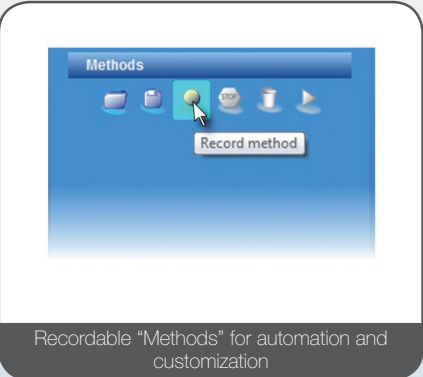 Methods
STOP
Record method
Recordable “Methods” for automation and
customization